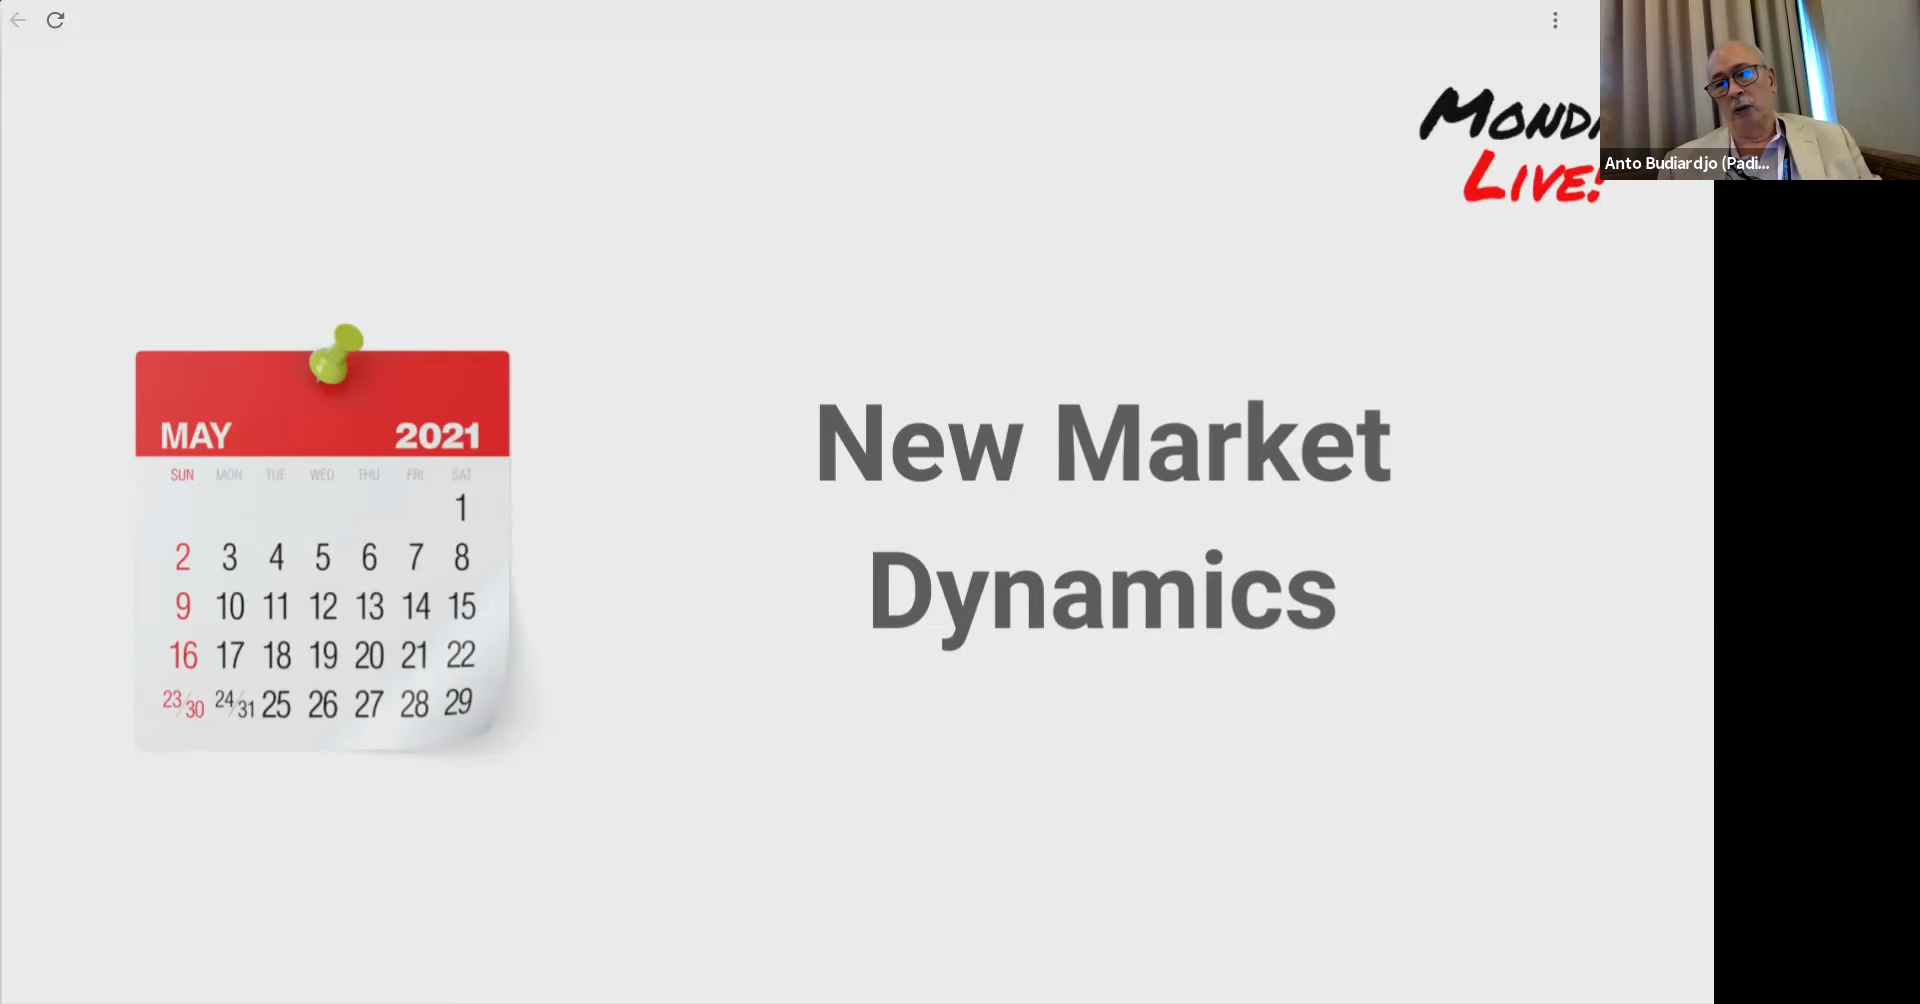 MONDA
LIVE!
Anto Budiardjo (Padi...
MAY 2021
SUN MON TUE WED THU FRI SAT
1
2 3 4 5 6 7 8
9 10 11 12 13 14 15
16 17 18 19 20 21 22
23/30 24/31 25 26 27 28 29
New Market
Dynamics